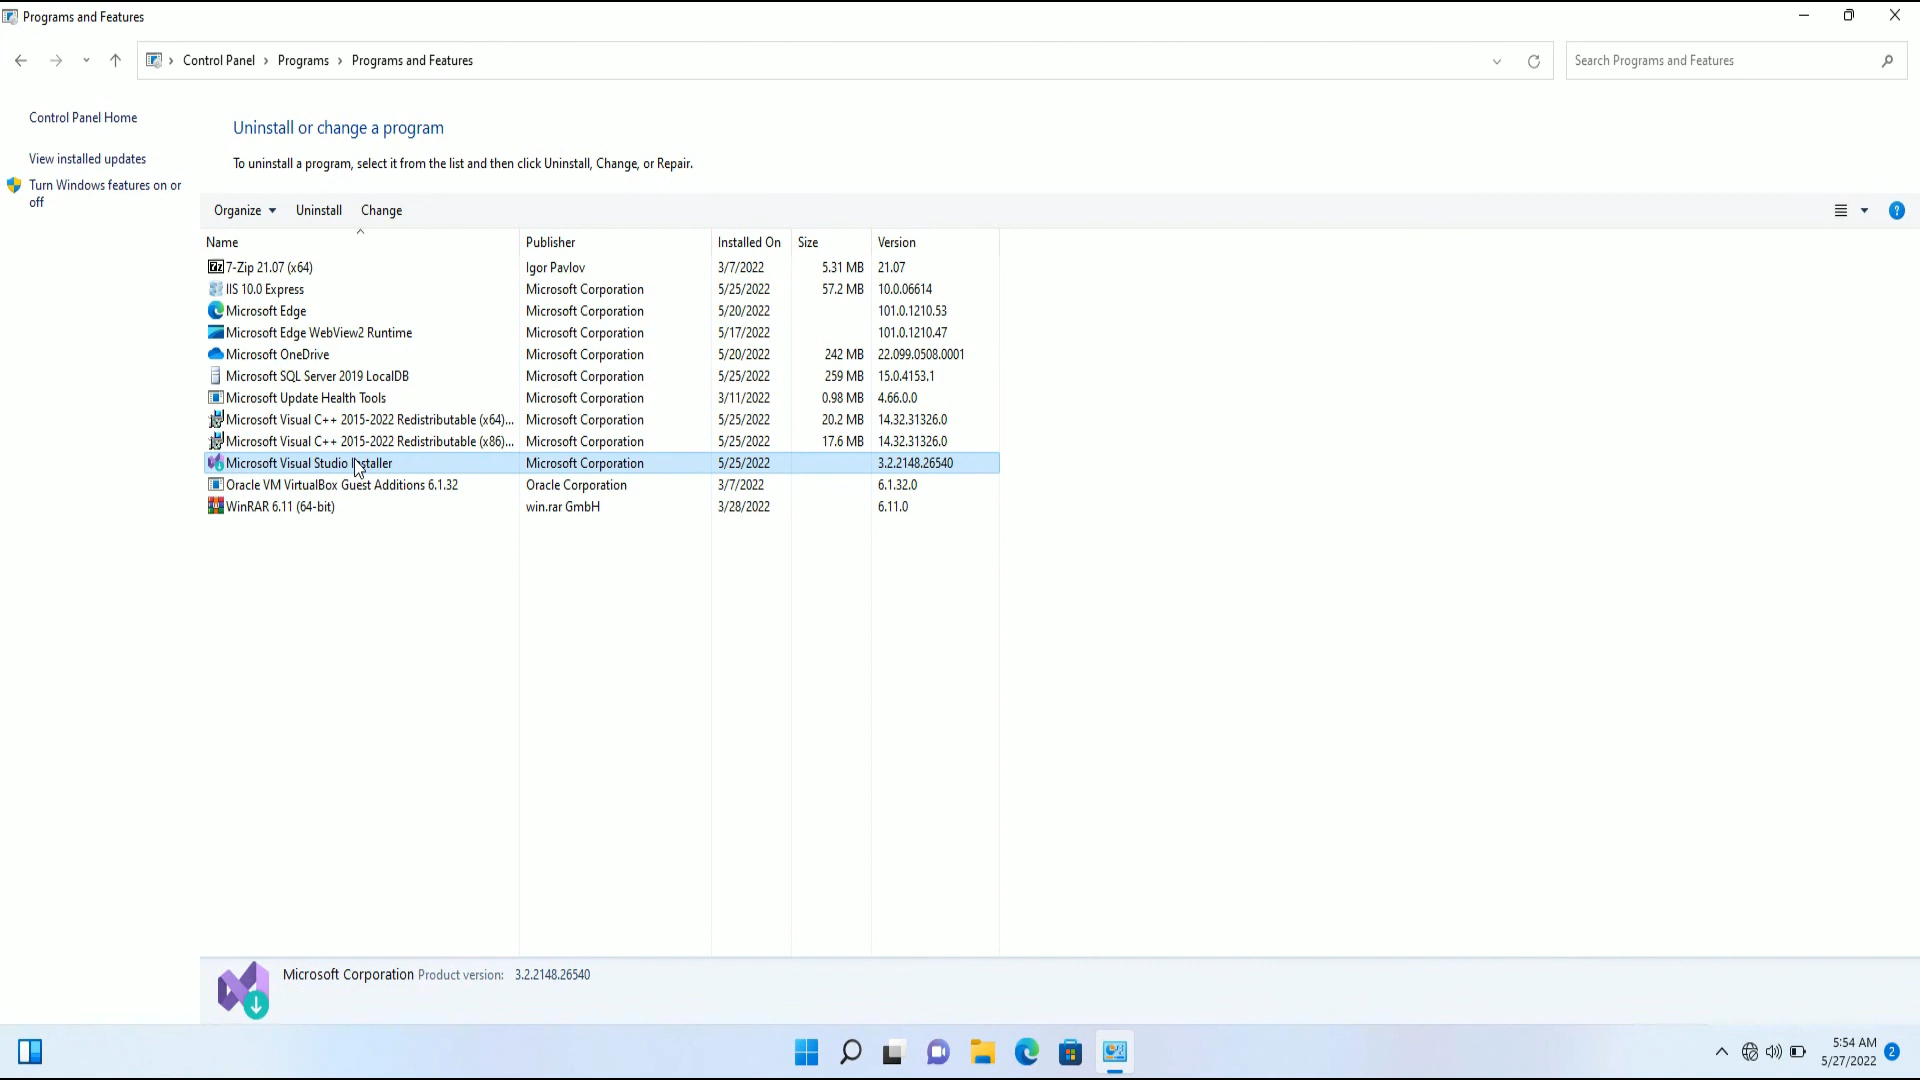 Programs and Features
Control Panel > Programs > Programs and Features
Search Programs and Features
Control Panel Home
View installed updates
Turn Windows features on or
off
Uninstall or change a program
To uninstall a program, select it from the list and then click Uninstall, Change, or Repair.
Organize Uninstall Change
Name Publisher Installed On Size Version
7-Zip 21.07 (x64) Igor Pavlov 3/7/2022 5.31 MB 21.07
IIS 10.0 Express Microsoft Corporation 5/25/2022 57.2 MB 10.0.06614
Microsoft Edge Microsoft Corporation 5/20/2022 101.0.1210.53
Microsoft Edge WebView2 Runtime Microsoft Corporation 5/17/2022 101.0.1210.47
Microsoft OneDrive Microsoft Corporation 5/20/2022 242 MB 22.099.0508.0001
Microsoft SQL Server 2019 LocalDB Microsoft Corporation 5/25/2022 259 MB 15.0.4153.1
Microsoft Update Health Tools Microsoft Corporation 3/11/2022 0.98 MB 4.66.0.0
Microsoft Visual C++ 2015-2022 Redistributable (x64)... Microsoft Corporation 5/25/2022 20.2 MB 14.32.31326.0
Microsoft Visual C++ 2015-2022 Redistributable (x86)... Microsoft Corporation 5/25/2022 17.6 MB 14.32.31326.0
Microsoft Visual Studio Installer Microsoft Corporation 5/25/2022 3.2.2148.26540
Oracle VM VirtualBox Guest Additions 6.1.32 Oracle Corporation 3/7/2022 6.1.32.0
WinRAR 6.11 (64-bit) win.rar GmbH 3/28/2022 6.11.0
Microsoft Corporation Product version: 3.2.2148.26540
5:54 AM
5/27/2022
2